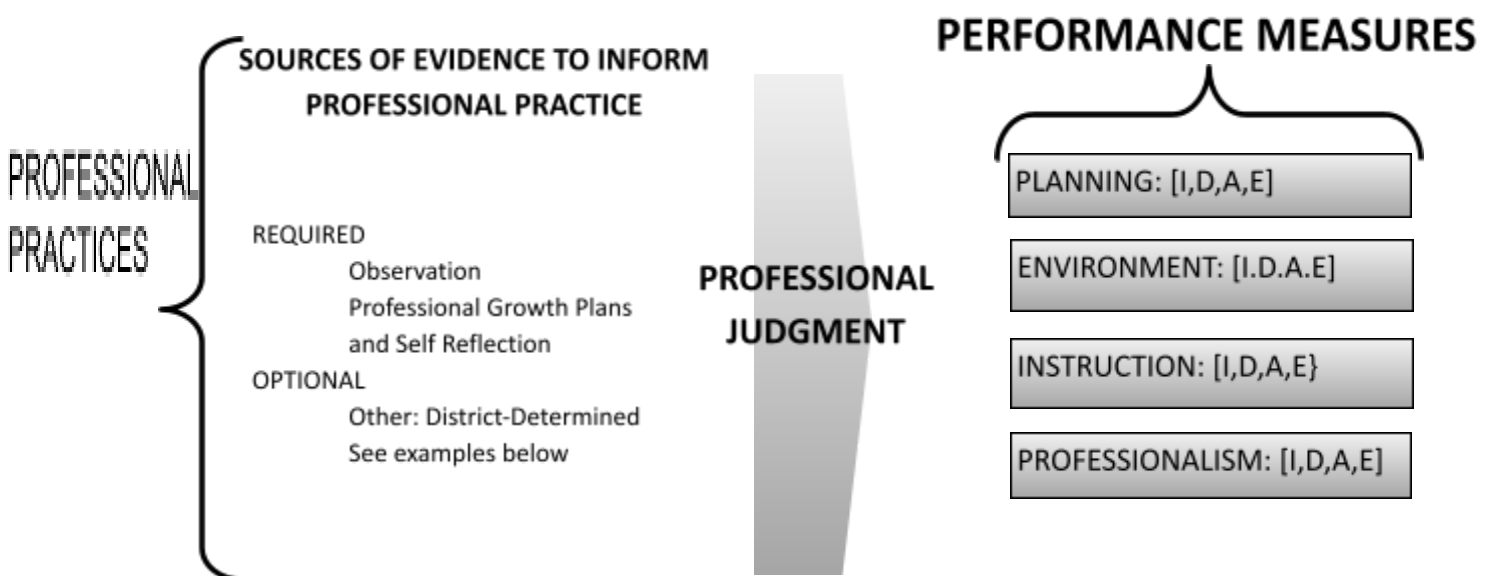 PROFESSIONAL
PRACTICES
SOURCES OF EVIDENCE TO INFORM
PROFESSIONAL PRACTICE
REQUIRED
Observation
Professional Growth Plans
and Self Reflection
OPTIONAL
Other: District-Determined
See examples below
PROFESSIONAL
JUDGMENT
PERFORMANCE MEASURES
PLANNING: [I,D,A,E]
ENVIRONMENT: [I.D.A.E]
INSTRUCTION: [I,D,A,E}
PROFESSIONALISM: [I,D,A,E]